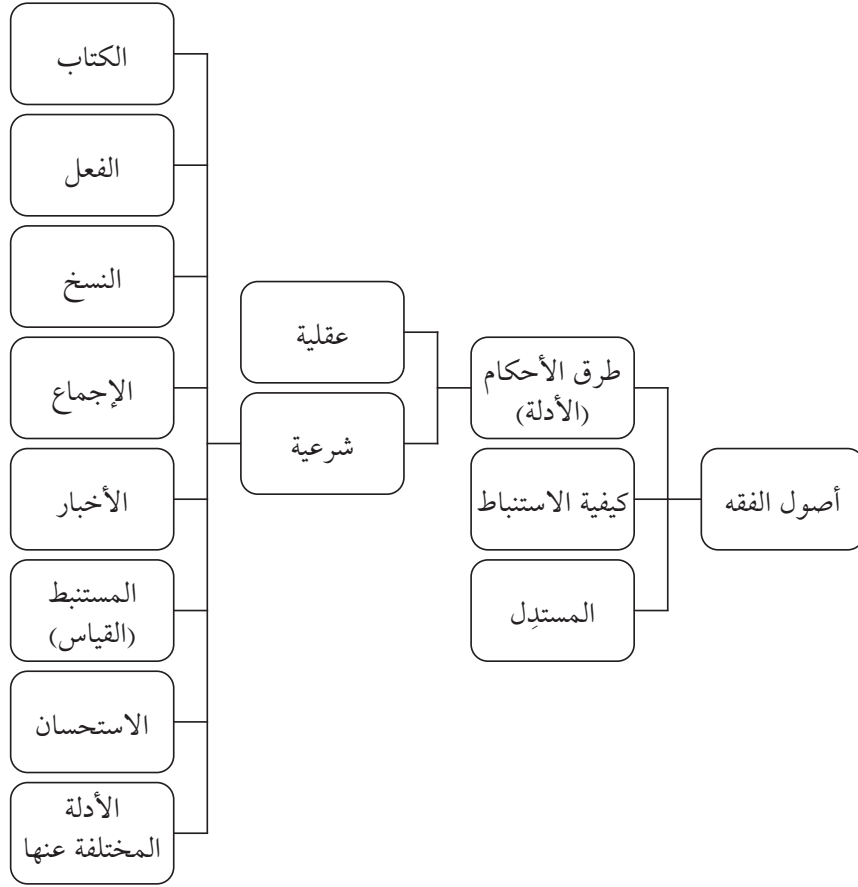 أصول الفقه
طرق الأحكام
(الأدلة)
كيفية الاستنباط
المستدِل
عقلية
شرعية
الكتاب
الفعل
النسخ
الإجماع
الأخبار
المستنبط
(القياس)
الاستحسان
الأدلة
المختلفة عنها